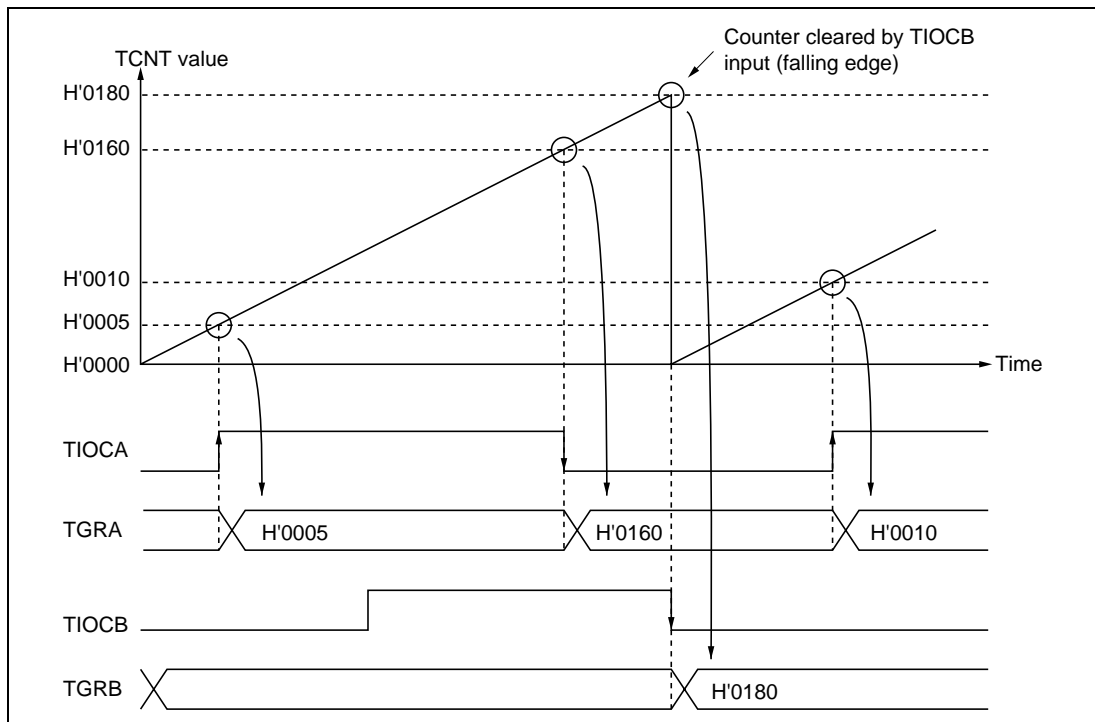 Counter cleared by TIOCB
input (falling edge)
TCNT value
H'0180
H'0160
H'0010
H'0005
H'0000
Time
TIOCA
TGRA
H'0005
H'0160
H'0010
TIOCB
TGRB
H'0180